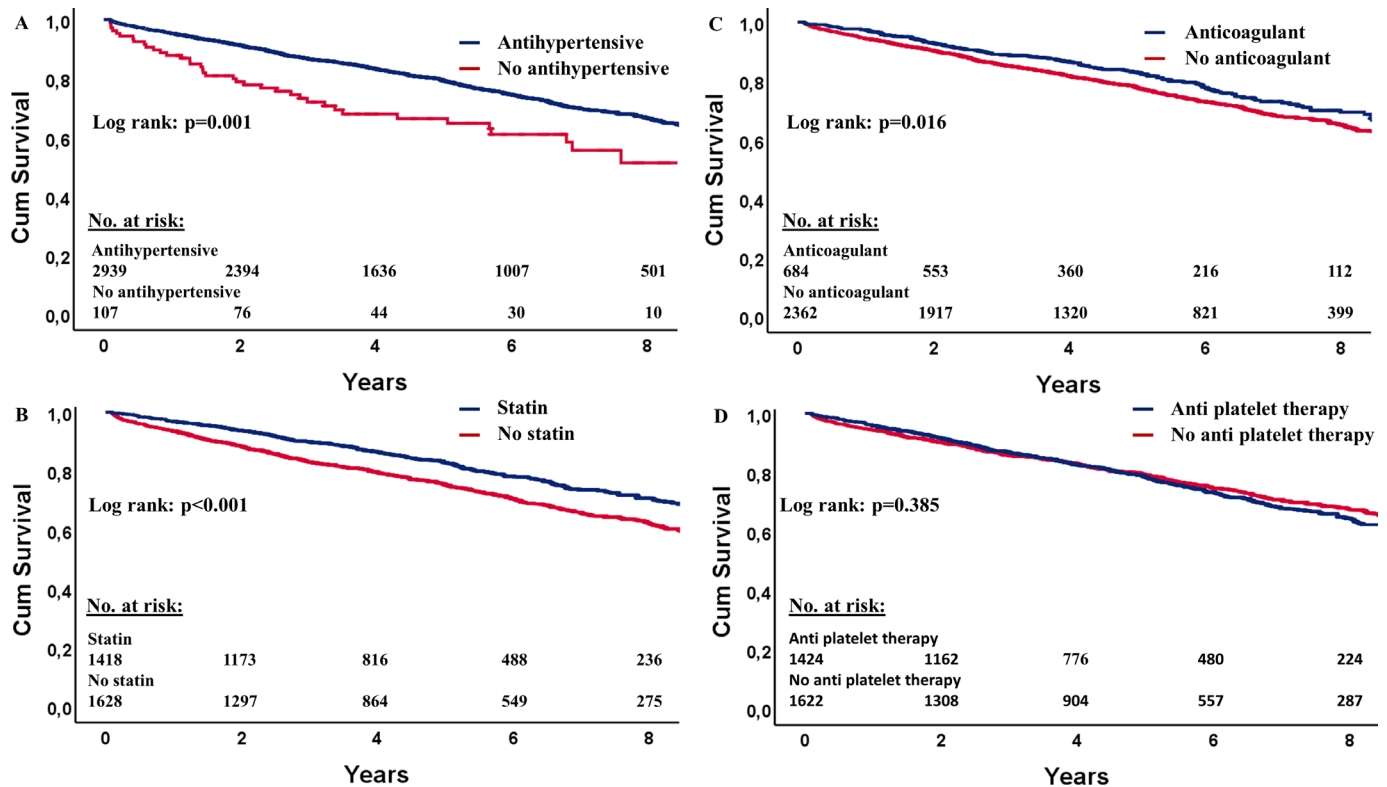 A
1,0
0,8
0,6
0,4
0,2
0,0
Cum Survival
Antihypertensive
No antihypertensive
Log rank: p=0.001
No. at risk:
Antihypertensive
2939 2394 1636 1007 501
No antihypertensive
107 76 44 30 10
0 2 4 6 8
Years
C
1,0
0,8
0,6
0,4
0,2
0,0
Cum Survival
Anticoagulant
No anticoagulant
Log rank: p=0.016
No. at risk:
Anticoagulant
684 553 360 216 112
No anticoagulant
2362 1917 1320 821 399
0 2 4 6 8
Years
B
1,0
0,8
0,6
0,4
0,2
0,0
Cum Survival
Statin
No statin
Log rank: p<0.001
No. at risk:
Statin
1418 1173 816 488 236
No statin
1628 1297 864 549 275
0 2 4 6 8
Years
D
1,0
0,8
0,6
0,4
0,2
0,0
Cum Survival
Anti platelet therapy
No anti platelet therapy
Log rank: p=0.385
No. at risk:
Anti platelet therapy
1424 1162 776 480 224
No anti platelet therapy
1622 1308 904 557 287
0 2 4 6 8
Years